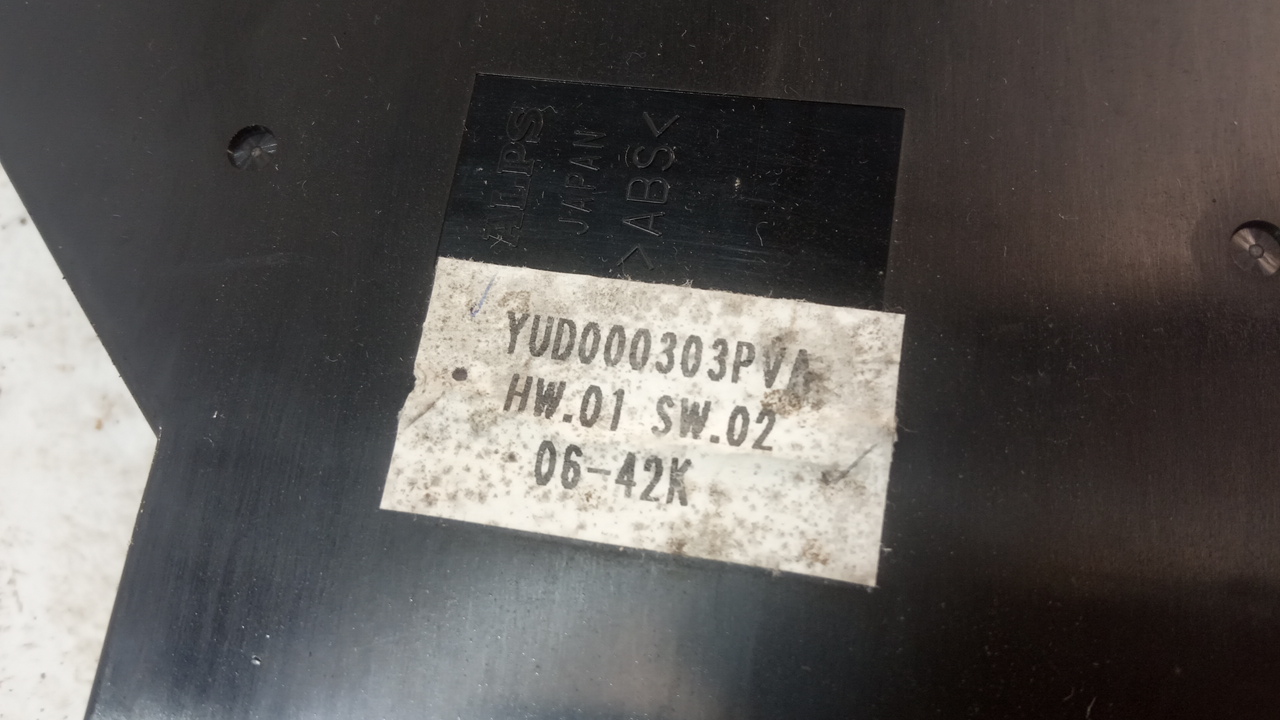 ALPS
JAPAN
>ABS<
YUD000303PVA
HW.01 SW.02
06-42K